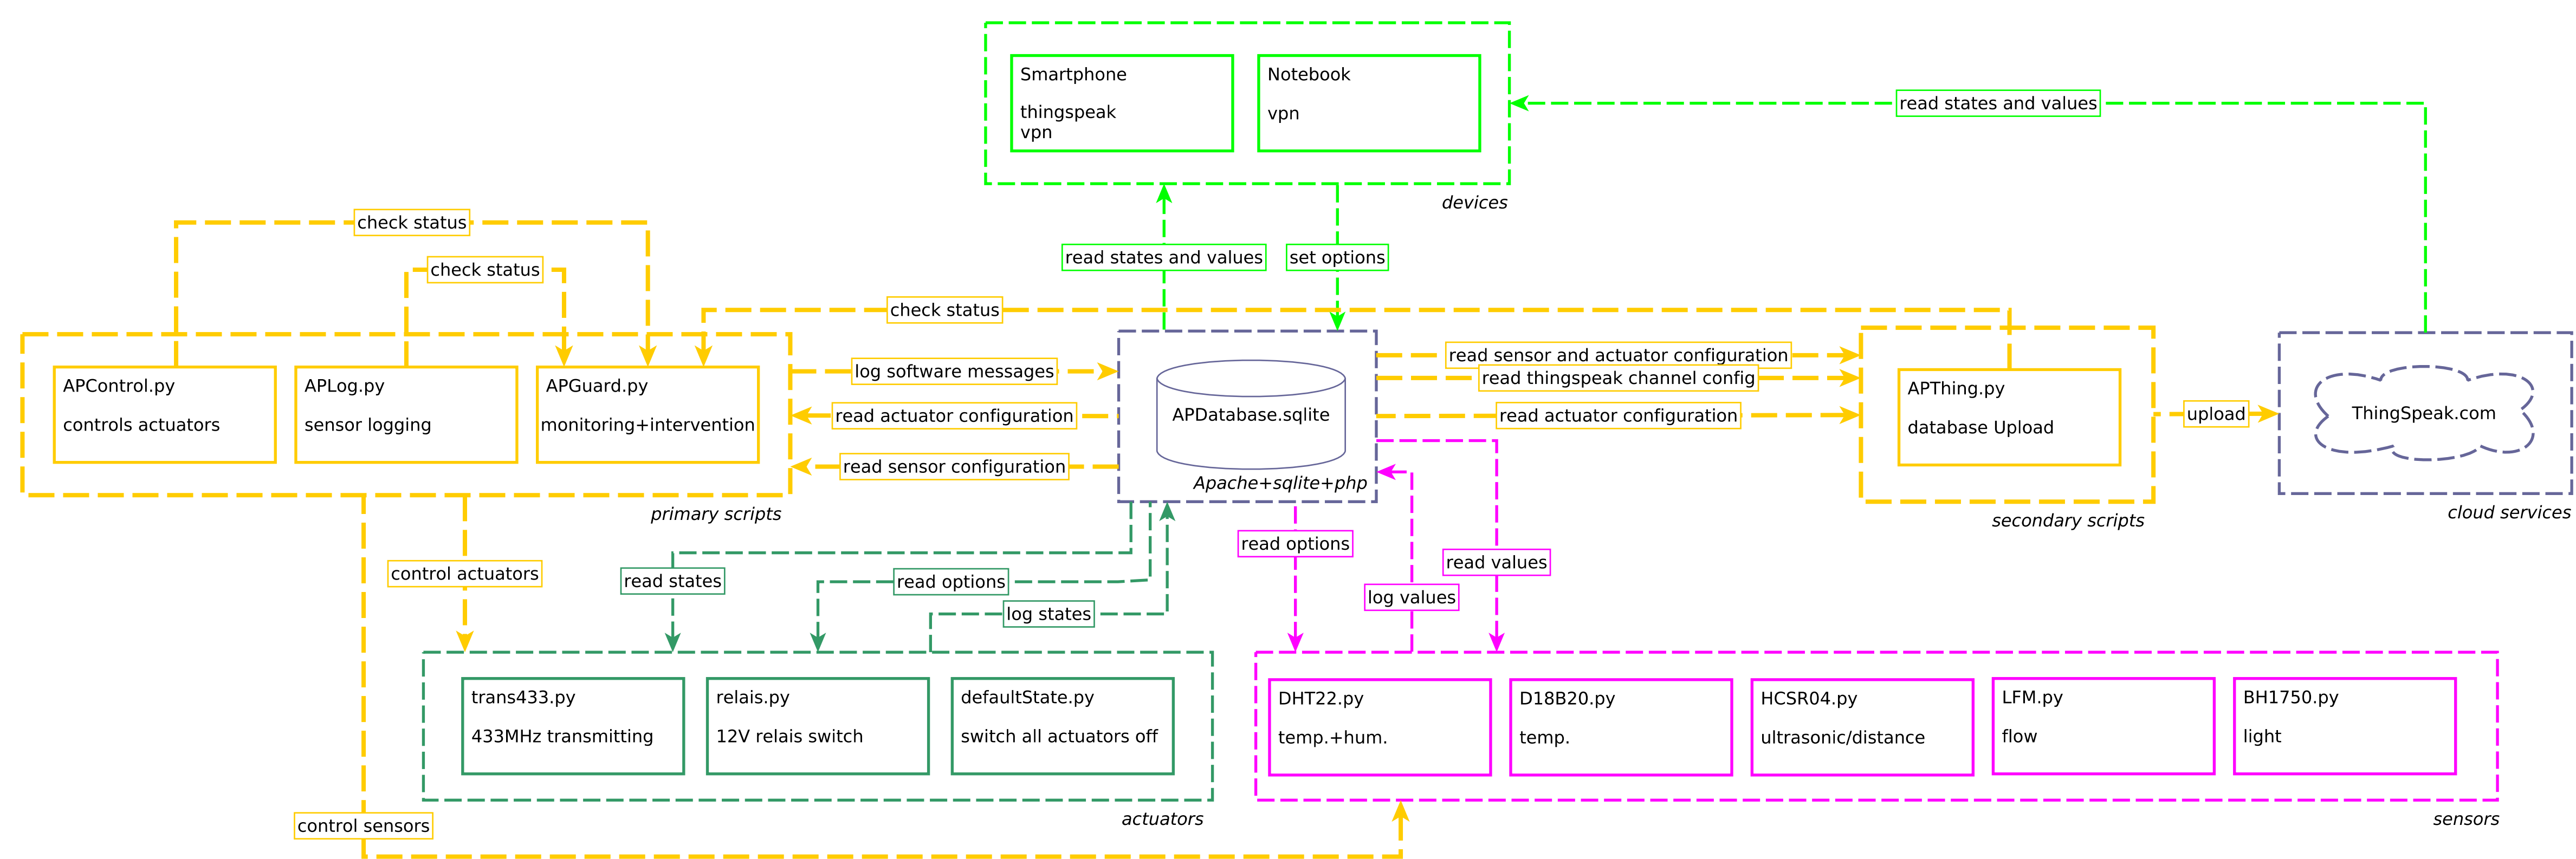 Smartphone
thingspeak
vpn
Notebook
vpn
read states and values
devices
check status
check status
read states and values
set options
check status
APControl.py
controls actuators
APLog.py
sensor logging
APGuard.py
monitoring+intervention
primary scripts
log software messages
read actuator configuration
read sensor configuration
APDatabase.sqlite
Apache+sqlite+php
read sensor and actuator configuration
read thingspeak channel config
read actuator configuration
APThing.py
database Upload
secondary scripts
upload
ThingSpeak.com
cloud services
control actuators
read states
read options
log states
read options
log values
read values
trans433.py
433MHz transmitting
relais.py
12V relais switch
defaultState.py
switch all actuators off
actuators
DHT22.py
temp.+hum.
D18B20.py
temp.
HCSR04.py
ultrasonic/distance
LFM.py
flow
BH1750.py
light
sensors
control sensors